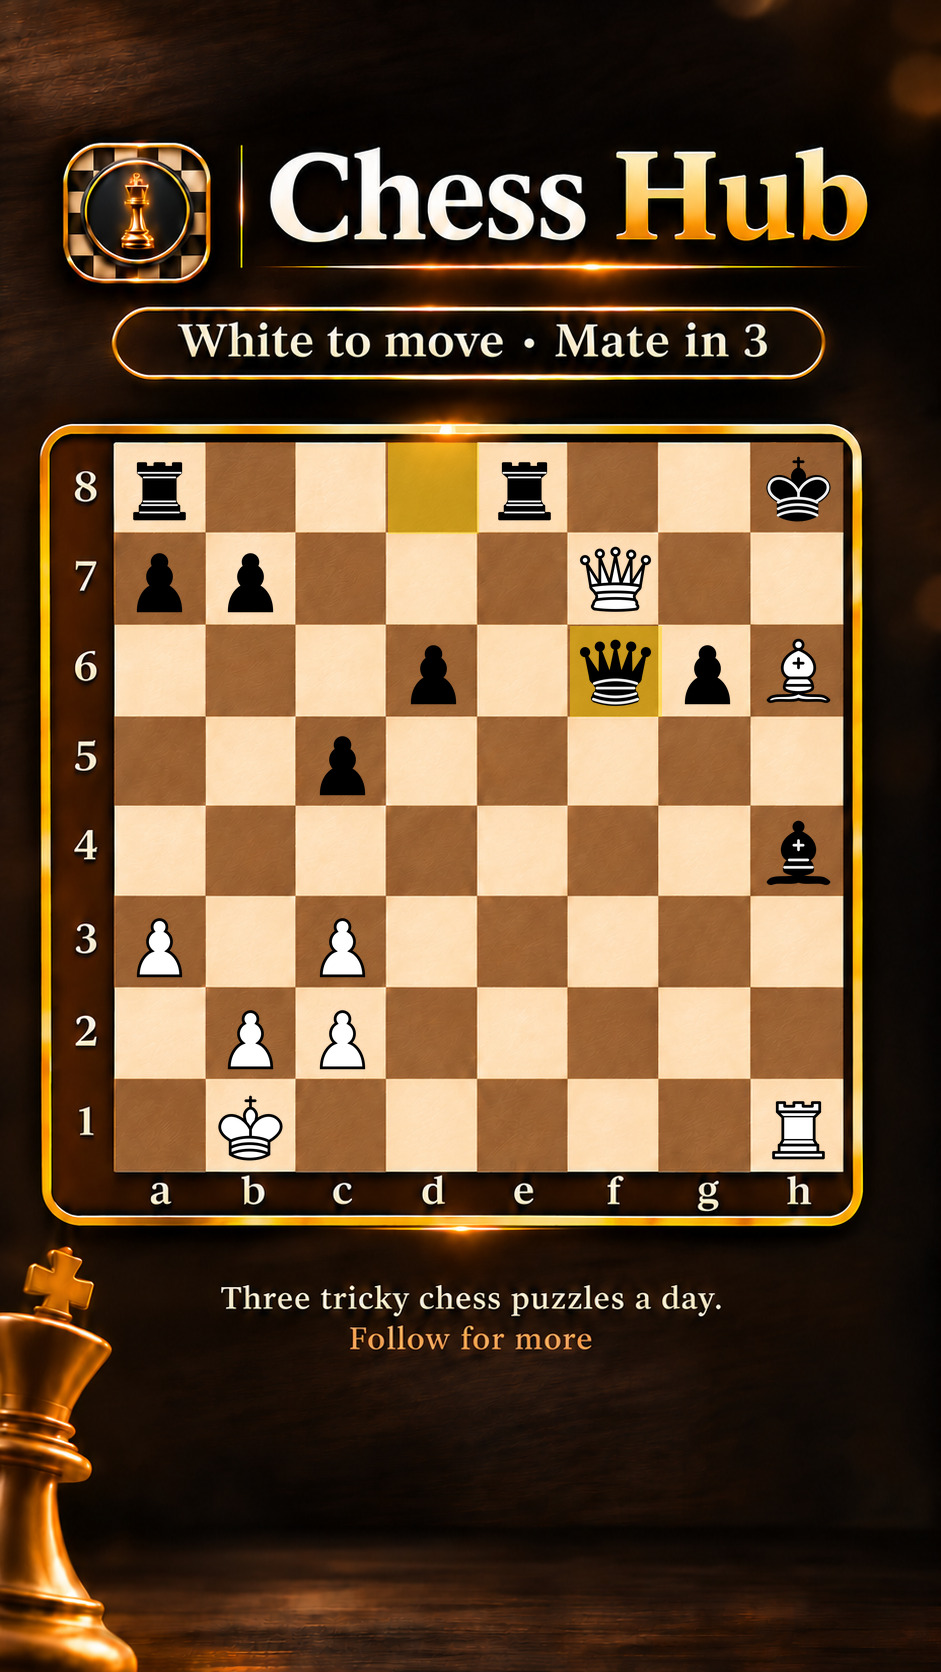 Chess Hub
White to move • Mate in 3
8
7
6
5
4
3
2
1
a b c d e f g h
Three tricky chess puzzles a day.
Follow for more